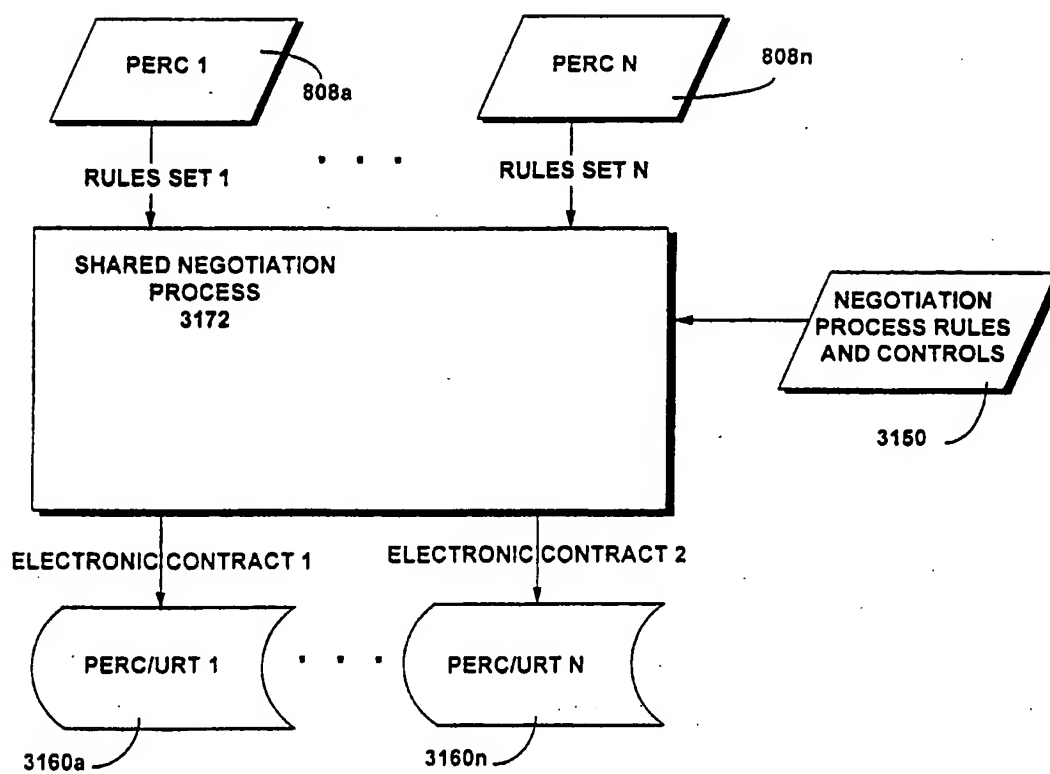 PERC 1
808a
PERC N
808n
RULES SET 1
. . .
RULES SET N
SHARED NEGOTIATION
PROCESS
3172
NEGOTIATION
PROCESS RULES
AND CONTROLS
3150
ELECTRONIC CONTRACT 1
ELECTRONIC CONTRACT 2
PERC/URT 1
. . .
PERC/URT N
3160a
3160n